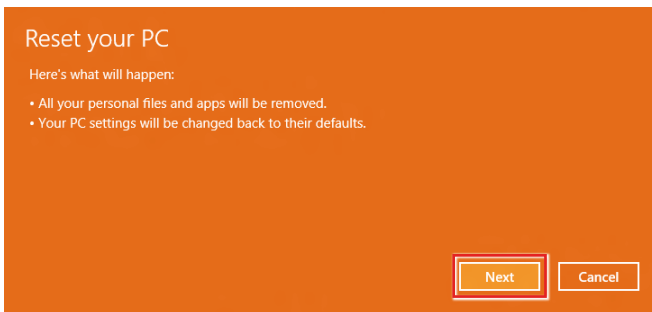 Reset your PC
Here's what will happen:
• All your personal files and apps will be removed.
• Your PC settings will be changed back to their defaults.
Next Cancel